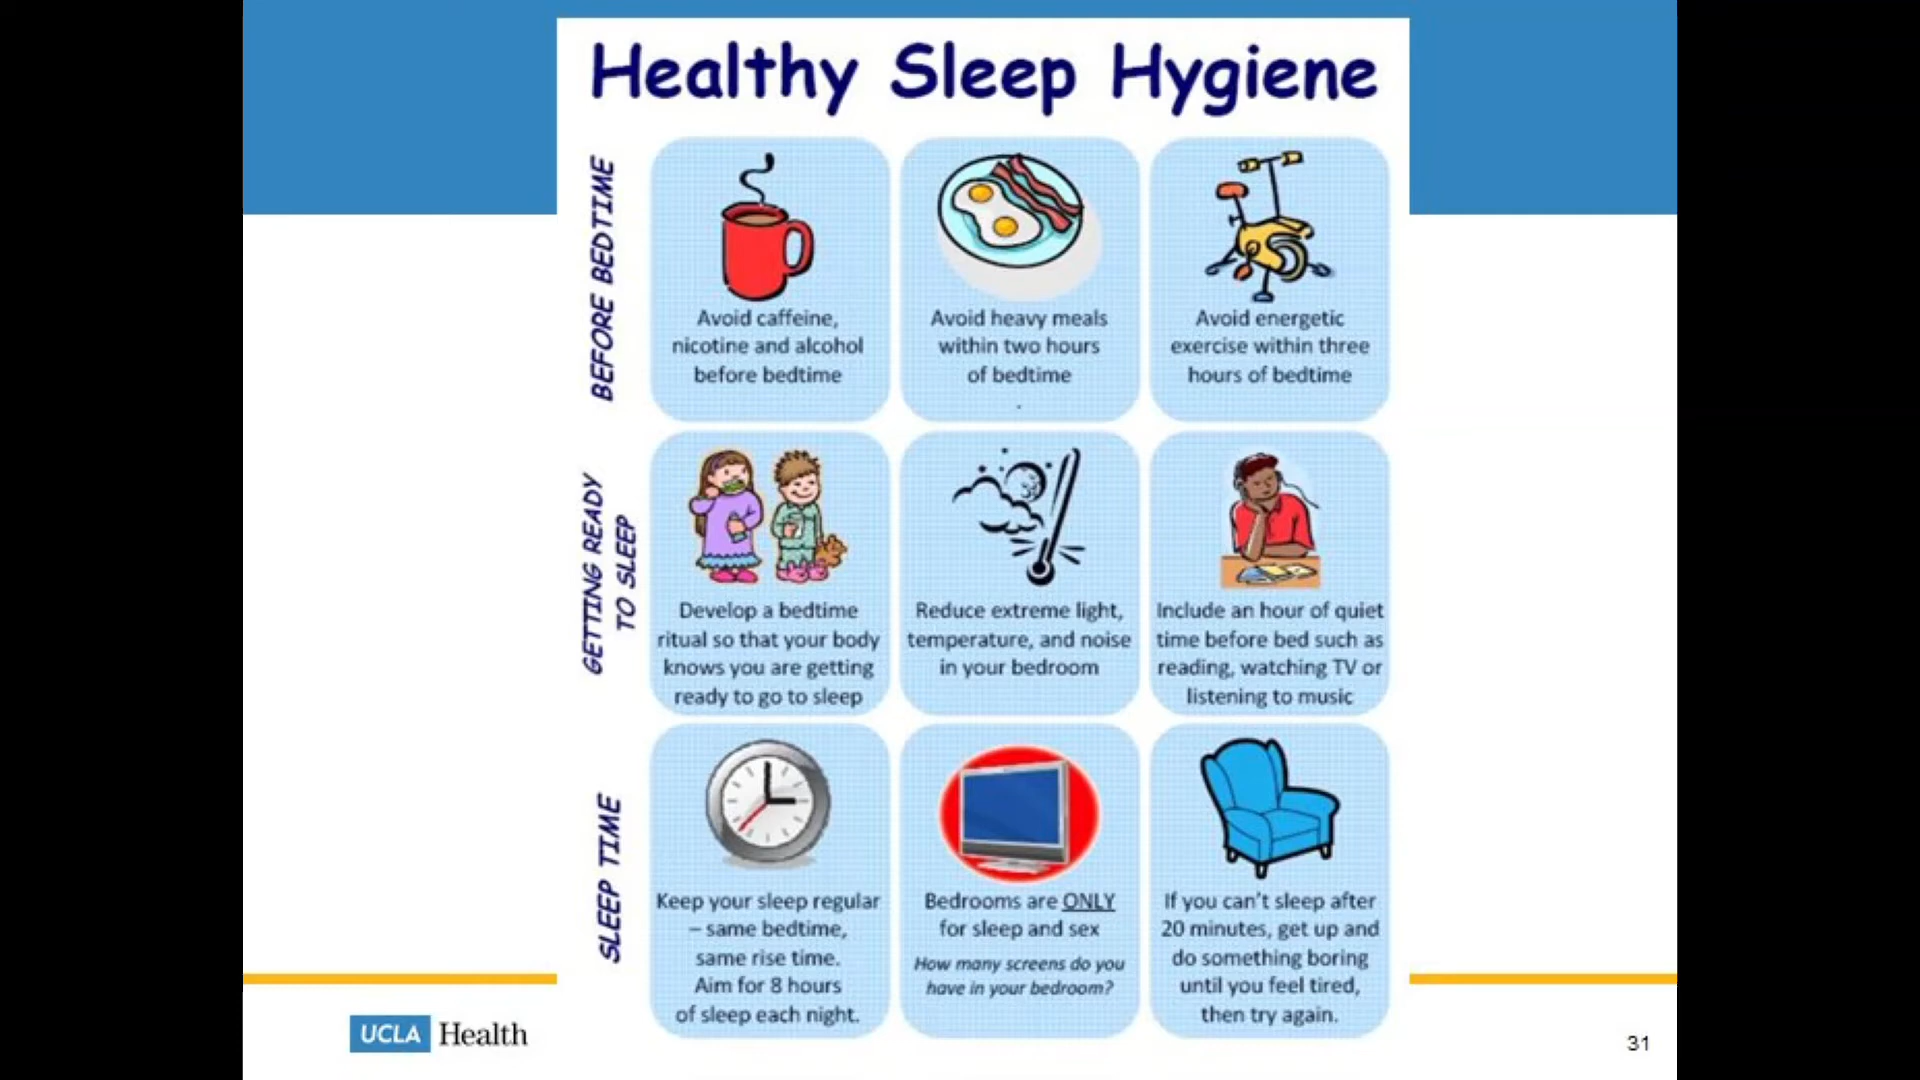 Healthy Sleep Hygiene
BEFORE BEDTIME
Avoid caffeine,
nicotine and alcohol
before bedtime
Avoid heavy meals
within two hours
of bedtime
.
Avoid energetic
exercise within three
hours of bedtime
GETTING READY
TO SLEEP
Develop a bedtime
ritual so that your body
knows you are getting
ready to go to sleep
Reduce extreme light,
temperature, and noise
in your bedroom
Include an hour of quiet
time before bed such as
reading, watching TV or
listening to music
SLEEP TIME
Keep your sleep regular
– same bedtime,
same rise time.
Aim for 8 hours
of sleep each night.
Bedrooms are ONLY
for sleep and sex
How many screens do you
have in your bedroom?
If you can't sleep after
20 minutes, get up and
do something boring
until you feel tired,
then try again.
UCLA Health
31